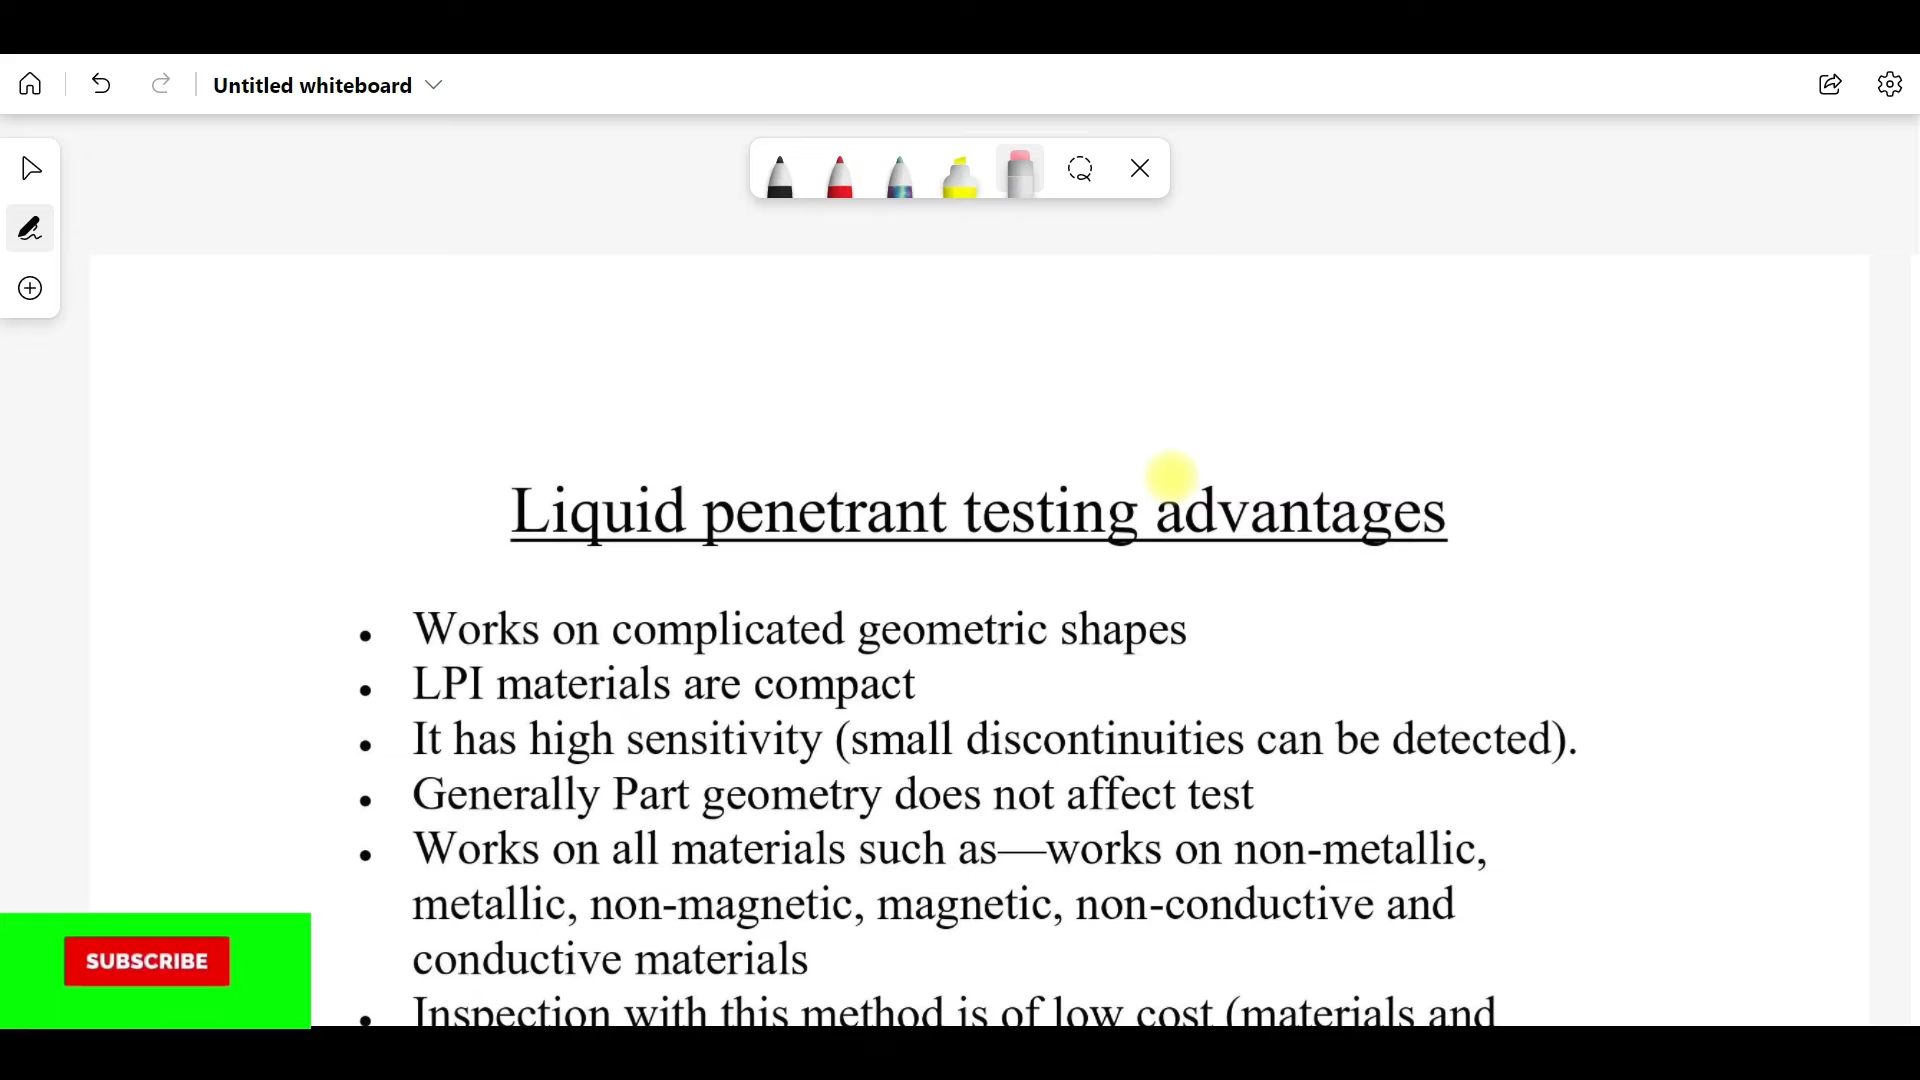 Untitled whiteboard
Liquid penetrant testing advantages
• Works on complicated geometric shapes
• LPI materials are compact
• It has high sensitivity (small discontinuities can be detected).
• Generally Part geometry does not affect test
• Works on all materials such as—works on non-metallic,
metallic, non-magnetic, magnetic, non-conductive and
conductive materials
• Inspection with this method is of low cost (materials and
SUBSCRIBE